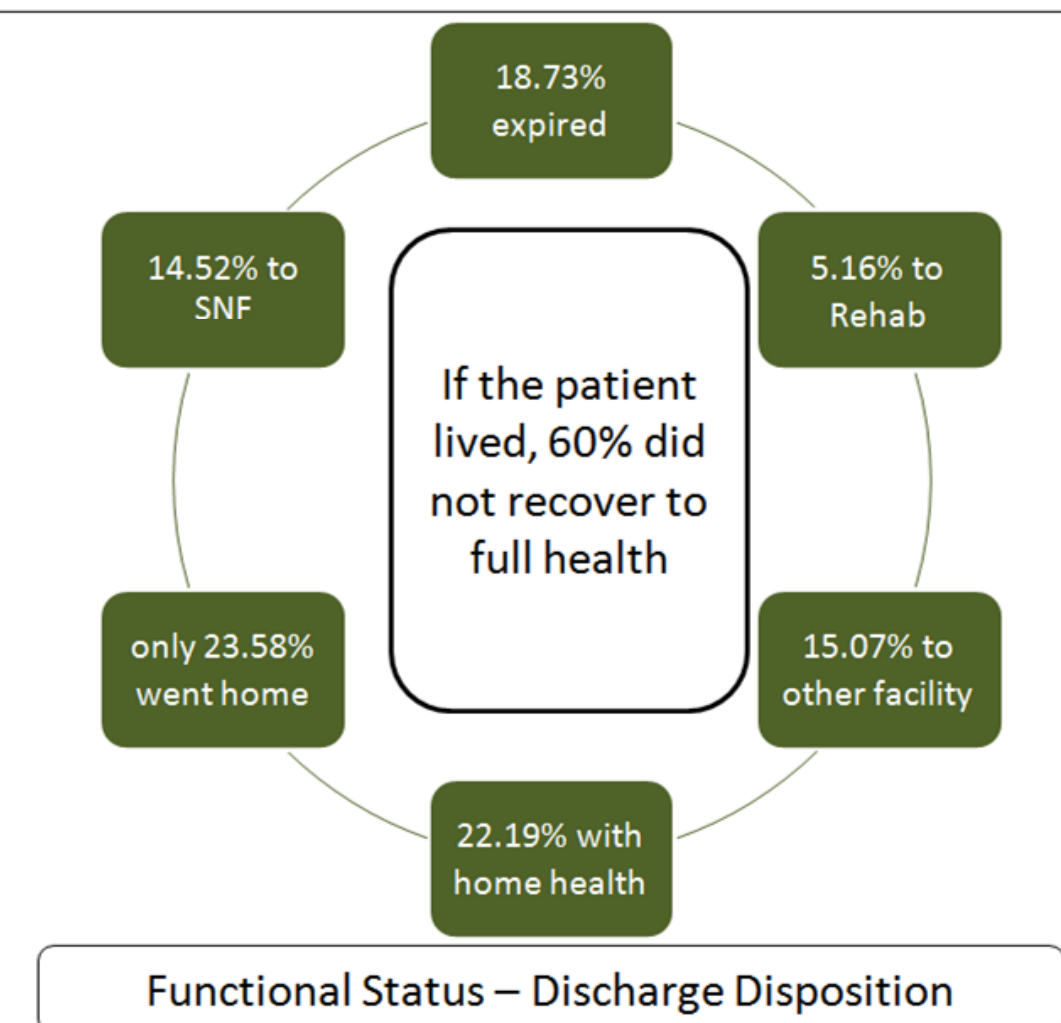 18.73%
expired
14.52% to
SNF
5.16% to
Rehab
If the patient
lived, 60% did
not recover to
full health
only 23.58%
went home
15.07% to
other facility
22.19% with
home health
Functional Status – Discharge Disposition